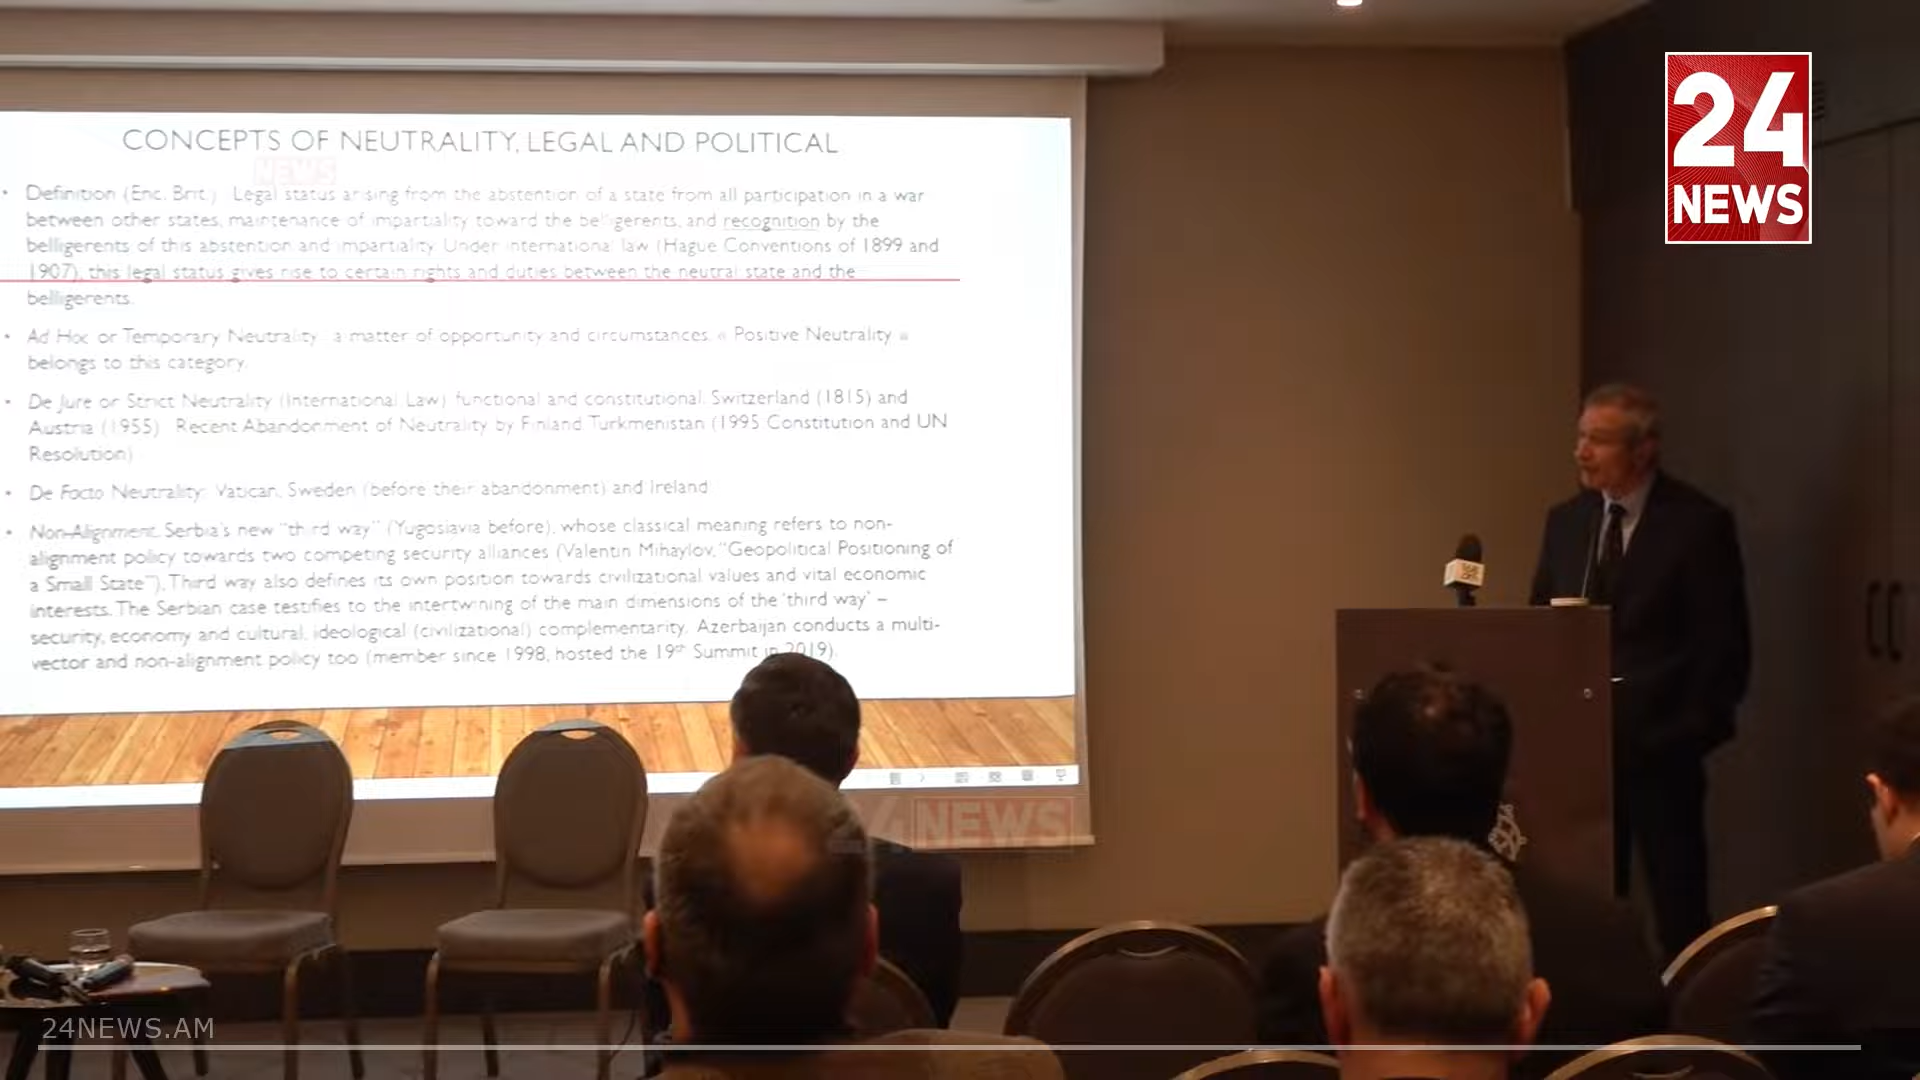 CONCEPTS OF NEUTRALITY, LEGAL AND POLITICAL
• Definition (Enc. Brit.) Legal status arising from the abstention of a state from all participation in a war
between other states, maintenance of impartiality toward the belligerents, and recognition by the
belligerents of this abstention and impartiality. Under international law (Hague Conventions of 1899 and
1907), this legal status gives rise to certain rights and duties between the neutral state and the
belligerents.
• Ad Hoc or Temporary Neutrality : a matter of opportunity and circumstances. « Positive Neutrality »
belongs to this category.
• De Jure or Strict Neutrality (International Law) functional and constitutional. Switzerland (1815) and
Austria (1955) Recent Abandonment of Neutrality by Finland. Turkmenistan (1995 Constitution and UN
Resolution)
• De Facto Neutrality: Vatican, Sweden (before their abandonment) and Ireland
• Non-Alignment. Serbia's new "third way" (Yugoslavia before), whose classical meaning refers to non-
alignment policy towards two competing security alliances (Valentin Mihaylov, "Geopolitical Positioning of
a Small State"). Third way also defines its own position towards civilizational values and vital economic
interests. The Serbian case testifies to the intertwining of the main dimensions of the 'third way' –
security, economy and cultural, ideological (civilizational) complementarity. Azerbaijan conducts a multi-
vector and non-alignment policy too (member since 1998, hosted the 19th Summit in 2019).
24
NEWS
NEWS
24 NEWS
24NEWS.AM